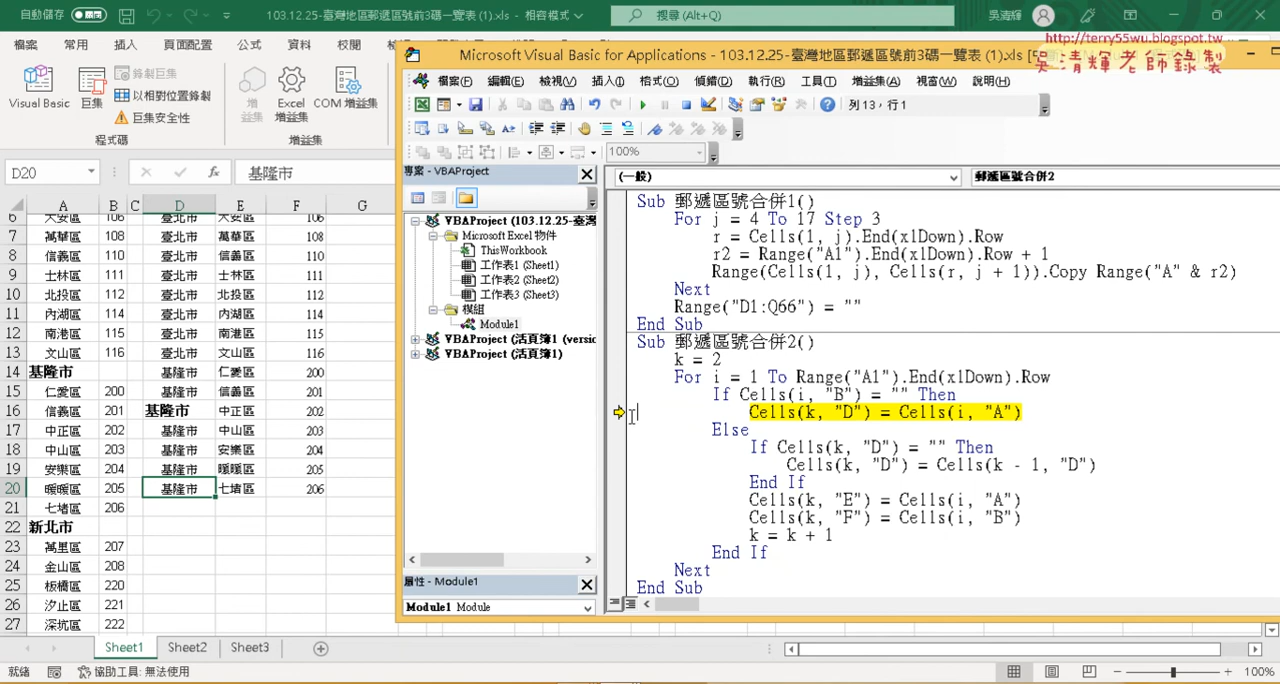 自動儲存
103.12.25-臺灣地區郵遞區號前3碼一覽表 (1).xls - 相容模式
搜尋 (Alt+Q)
吳清輝
http://terry55wu.blogspot.tw
吳清輝老師錄製
檔案 常用 插入 頁面配置 公式 資料 校閱
Visual Basic 巨集 錄製巨集
以相對位置錄製
巨集安全性
程式碼
增益集 Excel 增益集 COM 增益集
增益集
D20 fx 基隆市
A B C D E F G
6 大安區 106 臺北市 大安區 106
7 萬華區 108 臺北市 萬華區 108
8 信義區 110 臺北市 信義區 110
9 士林區 111 臺北市 士林區 111
10 北投區 112 臺北市 北投區 112
11 內湖區 114 臺北市 內湖區 114
12 南港區 115 臺北市 南港區 115
13 文山區 116 臺北市 文山區 116
14 基隆市 基隆市 仁愛區 200
15 仁愛區 200 基隆市 信義區 201
16 信義區 201 基隆市 中正區 202
17 中正區 202 基隆市 中山區 203
18 中山區 203 基隆市 安樂區 204
19 安樂區 204 基隆市 暖暖區 205
20 暖暖區 205 基隆市 七堵區 206
21 七堵區 206
22 新北市
23 萬里區 207
24 金山區 208
25 板橋區 220
26 汐止區 221
27 深坑區 222
Sheet1 Sheet2 Sheet3
就緒 協助工具: 無法使用 100%
Microsoft Visual Basic for Applications - 103.12.25-臺灣地區郵遞區號前3碼一覽表 (1).xls
檔案(F) 編輯(E) 檢視(V) 插入(I) 格式(O) 偵錯(D) 執行(R) 工具(T) 增益集(A) 視窗(W) 說明(H)
列 13，行 1
100%
專案 - VBAProject
VBAProject (103.12.25-臺灣
Microsoft Excel 物件
ThisWorkbook
工作表1 (Sheet1)
工作表2 (Sheet2)
工作表3 (Sheet3)
模組
Module1
VBAProject (活頁簿1 (versio
VBAProject (活頁簿1)
屬性 - Module1
Module1 Module
(一般) 郵遞區號合併2
Sub 郵遞區號合併1()
For j = 4 To 17 Step 3
r = Cells(1, j).End(xlDown).Row
r2 = Range("A1").End(xlDown).Row + 1
Range(Cells(1, j), Cells(r, j + 1)).Copy Range("A" & r2)
Next
Range("D1:Q66") = ""
End Sub
Sub 郵遞區號合併2()
k = 2
For i = 1 To Range("A1").End(xlDown).Row
If Cells(i, "B") = "" Then
Cells(k, "D") = Cells(i, "A")
Else
If Cells(k, "D") = "" Then
Cells(k, "D") = Cells(k - 1, "D")
End If
Cells(k, "E") = Cells(i, "A")
Cells(k, "F") = Cells(i, "B")
k = k + 1
End If
Next
End Sub